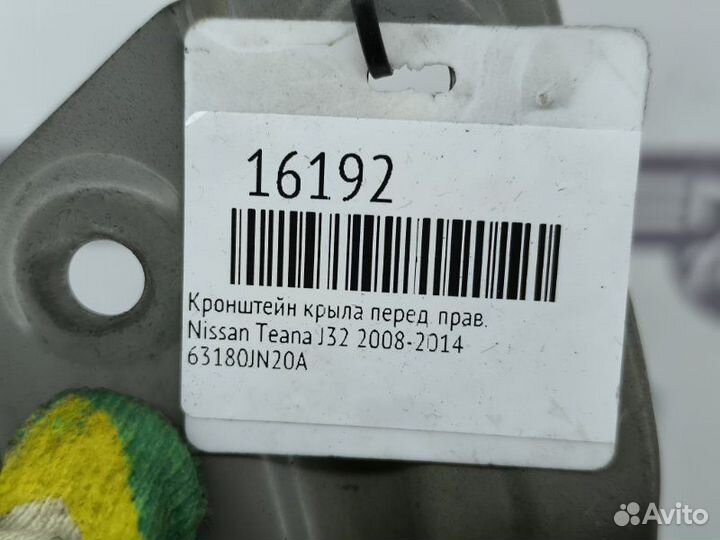 16192
Кронштейн крыла перед прав.
Nissan Teana J32 2008-2014
63180JN20A
Avito